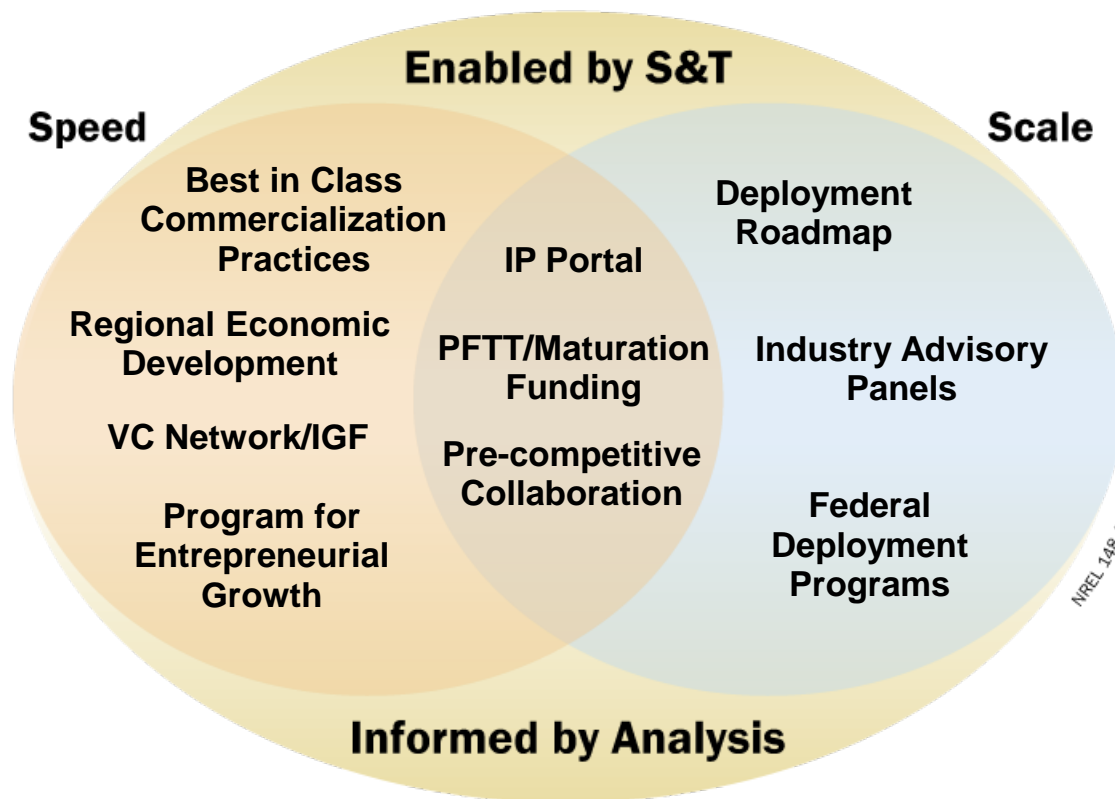 Enabled by S&T
Speed
Scale
Best in Class
Commercialization
Practices
Regional Economic
Development
VC Network/IGF
Program for
Entrepreneurial
Growth
IP Portal
PFTT/Maturation
Funding
Pre-competitive
Collaboration
Deployment
Roadmap
Industry Advisory
Panels
Federal
Deployment
Programs
NREL 148
Informed by Analysis